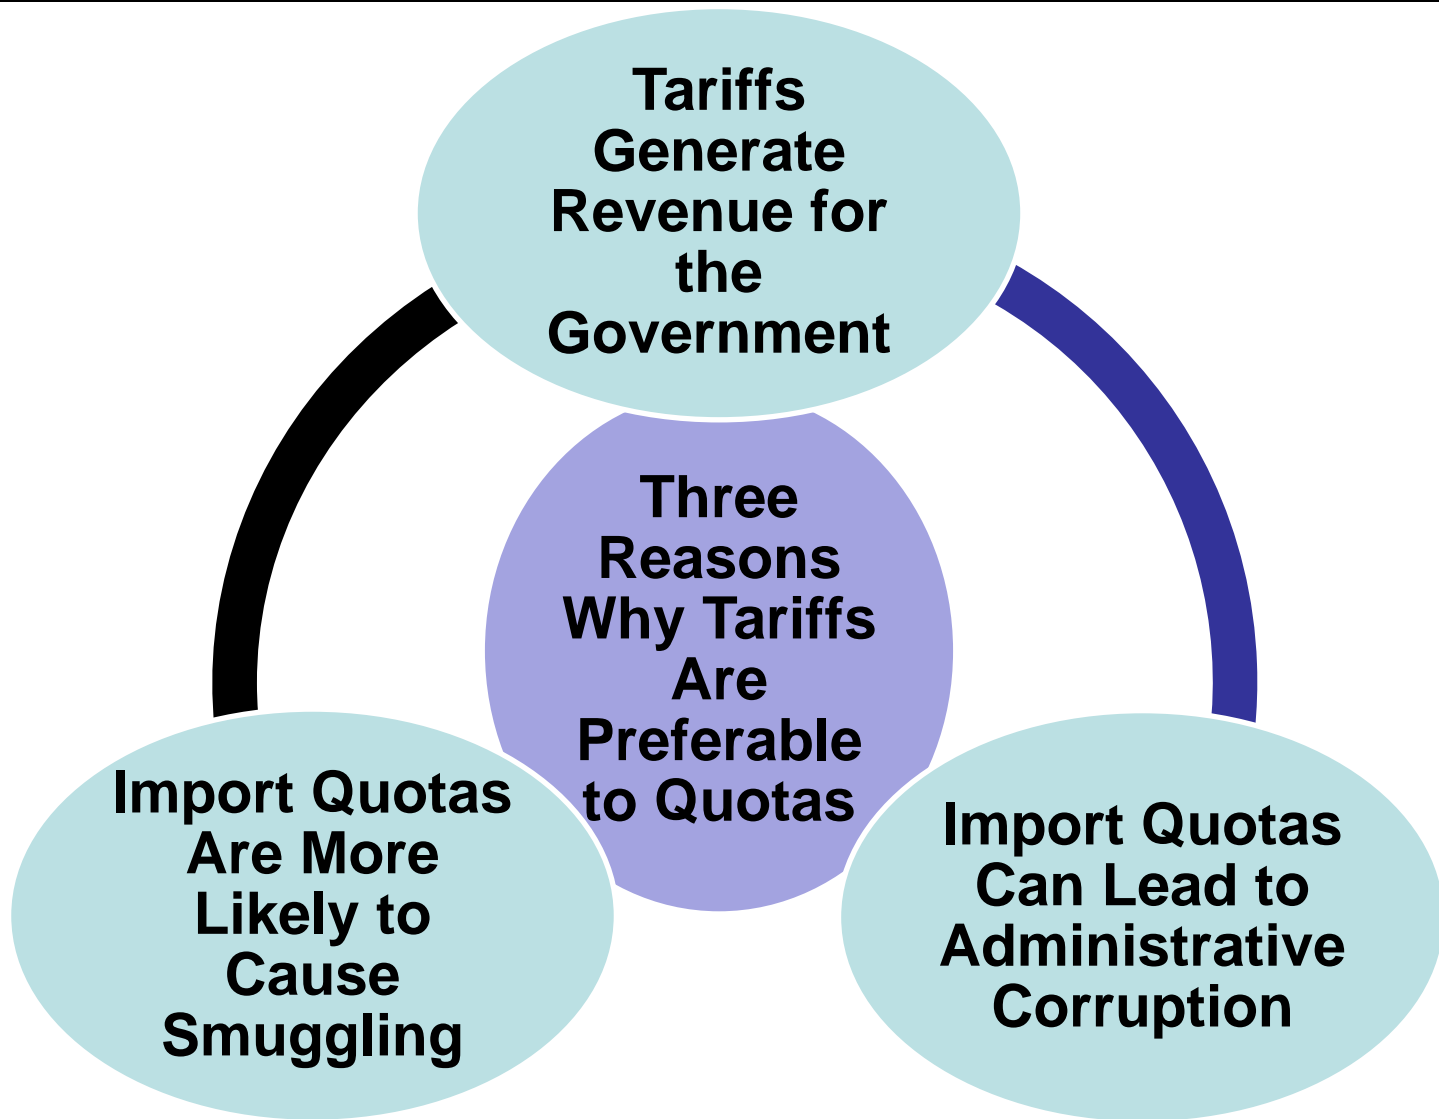 Tariffs
Generate
Revenue for
the
Government
Three
Reasons
Why Tariffs
Are
Preferable
to Quotas
Import Quotas
Are More
Likely to
Cause
Smuggling
Import Quotas
Can Lead to
Administrative
Corruption